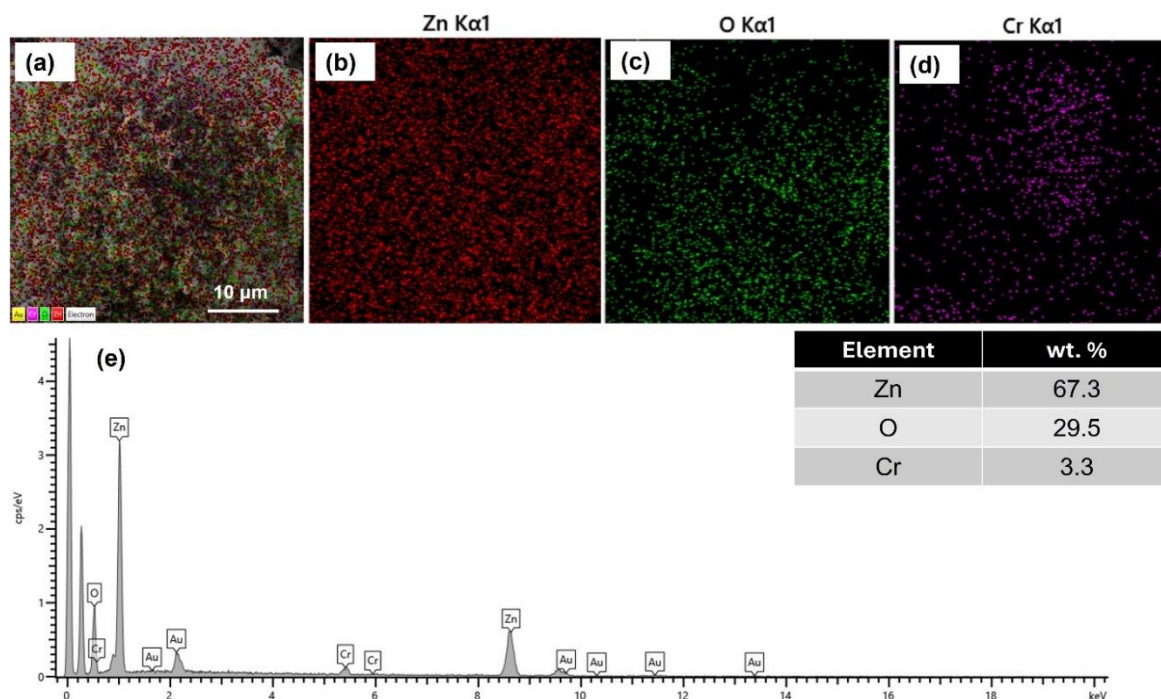 Zn Kα1
O Kα1
Cr Kα1
(a)
(b)
(c)
(d)
10 µm
Au Cr O Zn Electron
(e)
Element wt. %
Zn 67.3
O 29.5
Cr 3.3
cps/eV
4
3
2
1
0
Zn
O
Cr
Au
Au
Cr
Cr
Zn
Au
Au
Au
Au
0 2 4 6 8 10 12 14 16 18 keV